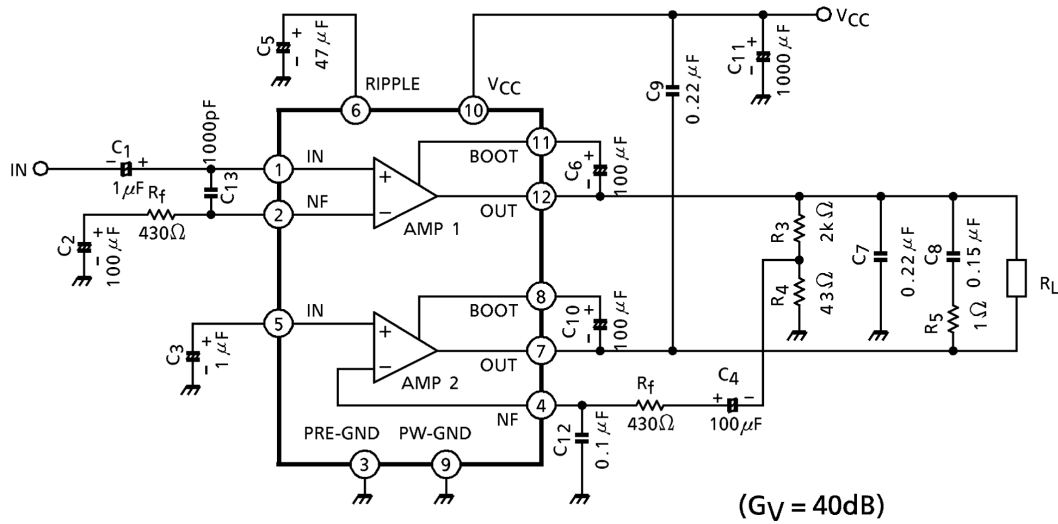 C5
+
-
47 μF
RIPPLE
6
VCC
10
VCC
C9
0.22 μF
C11
+
-
1000 μF
IN
C1
-
+
1 μF
1000pF
C13
1
IN
Rf
430Ω
2
NF
C2
+
-
100 μF
+
-
AMP 1
BOOT
11
12
OUT
C6
+
-
100 μF
R3
2kΩ
R4
43Ω
C7
0.22 μF
C8
0.15 μF
R5
1Ω
RL
5
IN
C3
+
-
1 μF
+
-
AMP 2
BOOT
8
7
OUT
C10
+
-
100 μF
4
NF
C12
0.1 μF
Rf
430Ω
C4
+
-
100μF
PRE-GND
PW-GND
3
9
(GV = 40dB)